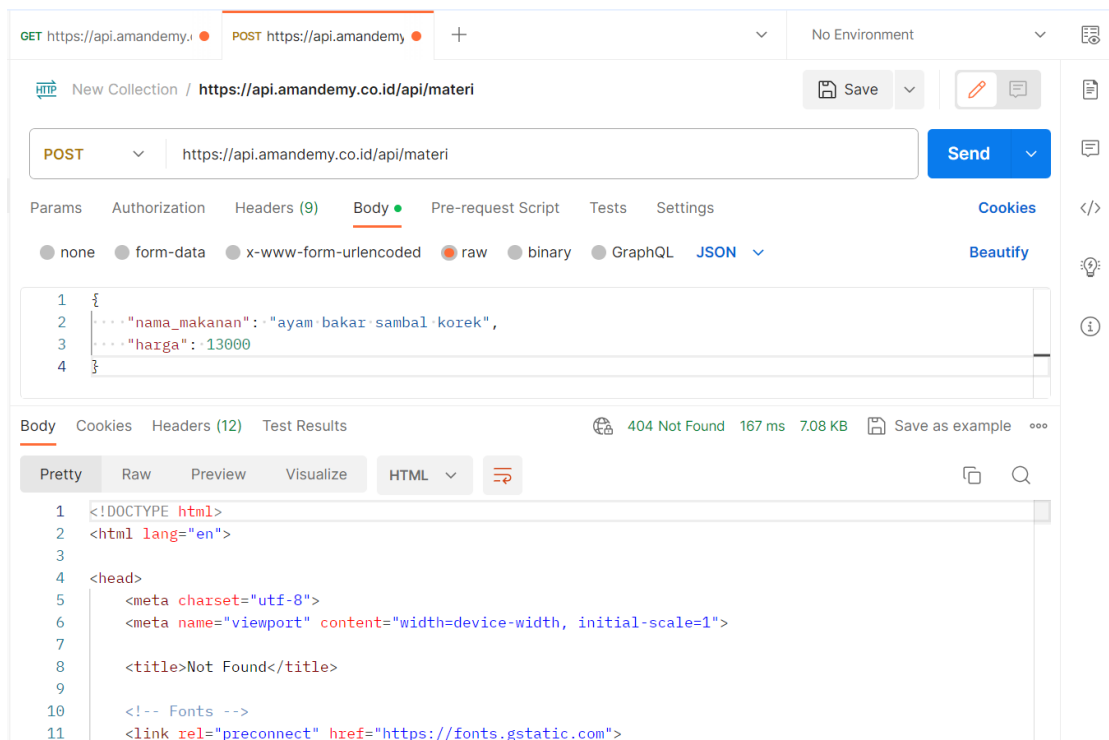 GET https://api.amandemy.
POST https://api.amandemy
No Environment
HTTP New Collection / https://api.amandemy.co.id/api/materi
Save
POST https://api.amandemy.co.id/api/materi Send
Params Authorization Headers (9) Body Pre-request Script Tests Settings Cookies </>
none form-data x-www-form-urlencoded raw binary GraphQL JSON Beautify
1 {
2 "nama_makanan": "ayam bakar sambal korek",
3 "harga": 13000
4 }
Body Cookies Headers (12) Test Results 404 Not Found 167 ms 7.08 KB Save as example
Pretty Raw Preview Visualize HTML
1 <!DOCTYPE html>
2 <html lang="en">
3
4 <head>
5 <meta charset="utf-8">
6 <meta name="viewport" content="width=device-width, initial-scale=1">
7
8 <title>Not Found</title>
9
10 <!-- Fonts -->
11 <link rel="preconnect" href="https://fonts.gstatic.com">